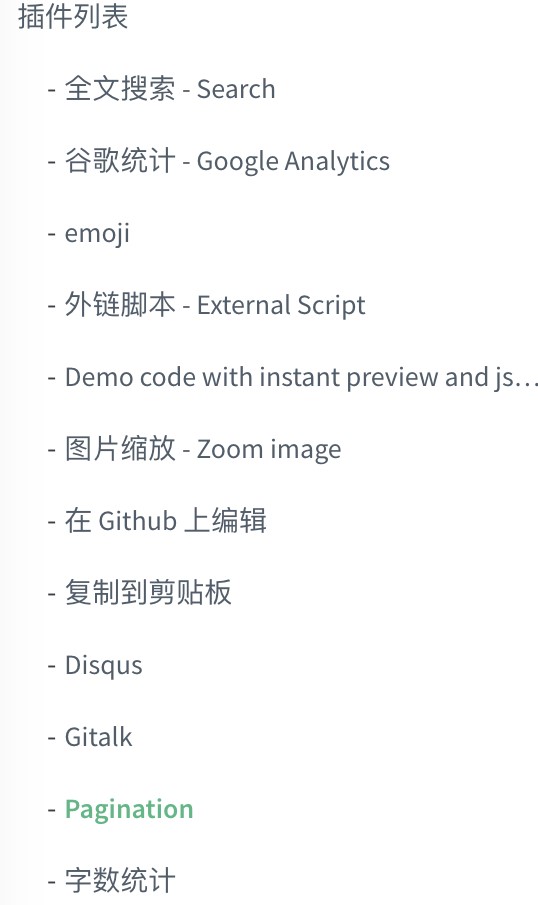 插件列表
- 全文搜索 - Search
- 谷歌统计 - Google Analytics
- emoji
- 外链脚本 - External Script
- Demo code with instant preview and js…
- 图片缩放 - Zoom image
- 在 Github 上编辑
- 复制到剪贴板
- Disqus
- Gitalk
- Pagination
- 字数统计